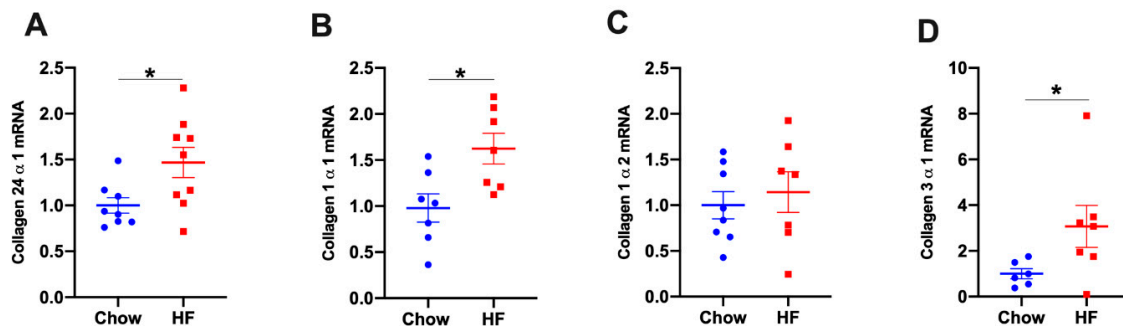 A
Collagen 24 α 1 mRNA
2.5
2.0
1.5
1.0
0.5
0.0
*
Chow HF
B
Collagen 1 α 1 mRNA
2.5
2.0
1.5
1.0
0.5
0.0
*
Chow HF
C
Collagen 1 α 2 mRNA
2.5
2.0
1.5
1.0
0.5
0.0
Chow HF
D
Collagen 3 α 1 mRNA
10
8
6
4
2
0
*
Chow HF